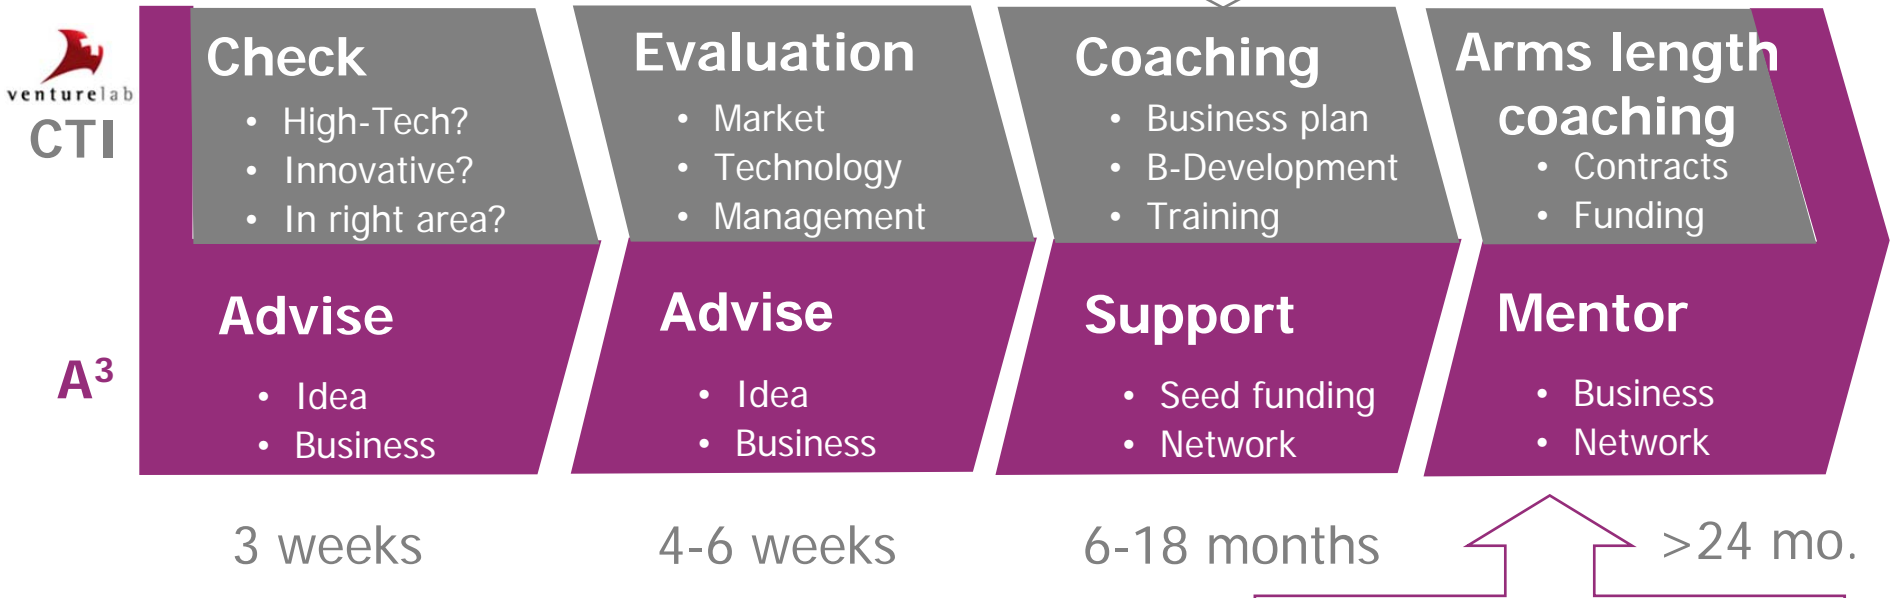 venturelab
CTI
Check
• High-Tech?
• Innovative?
• In right area?
Evaluation
• Market
• Technology
• Management
Coaching
• Business plan
• B-Development
• Training
Arms length
coaching
• Contracts
• Funding
A³
Advise
• Idea
• Business
Advise
• Idea
• Business
Support
• Seed funding
• Network
Mentor
• Business
• Network
3 weeks
4-6 weeks
6-18 months
>24 mo.